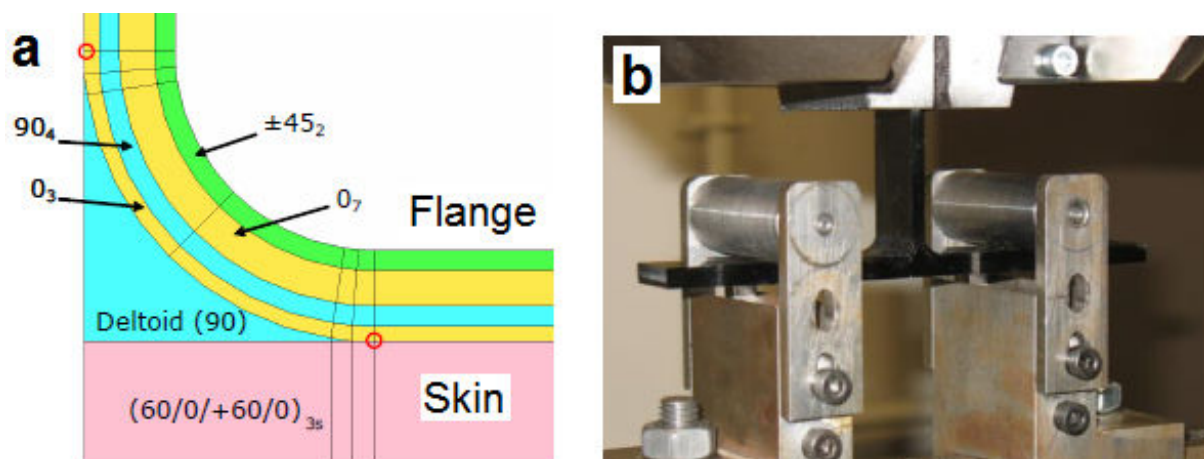 a
90₄
±45₂
0₃
0₇
Flange
Deltoid (90)
(60/0/+60/0)₃ₛ
Skin
b